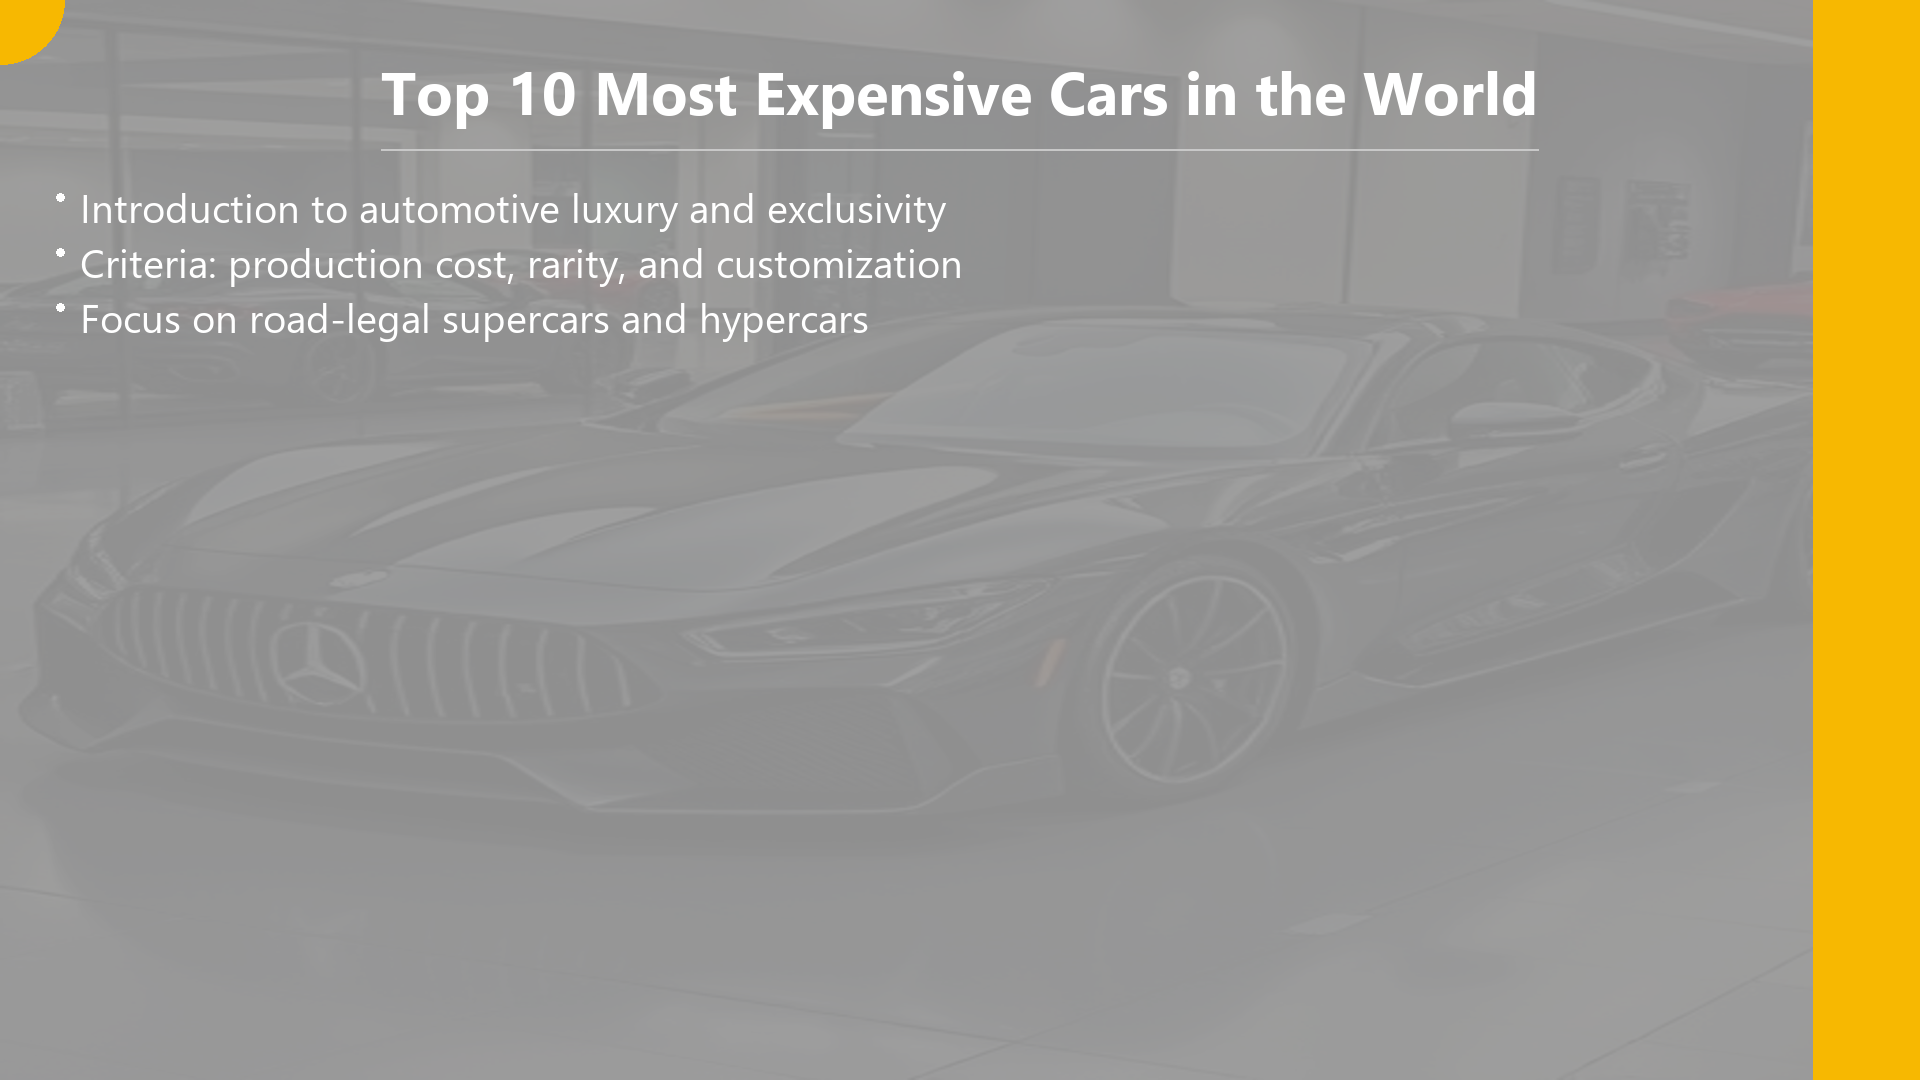 Top 10 Most Expensive Cars in the World
• Introduction to automotive luxury and exclusivity
• Criteria: production cost, rarity, and customization
• Focus on road-legal supercars and hypercars